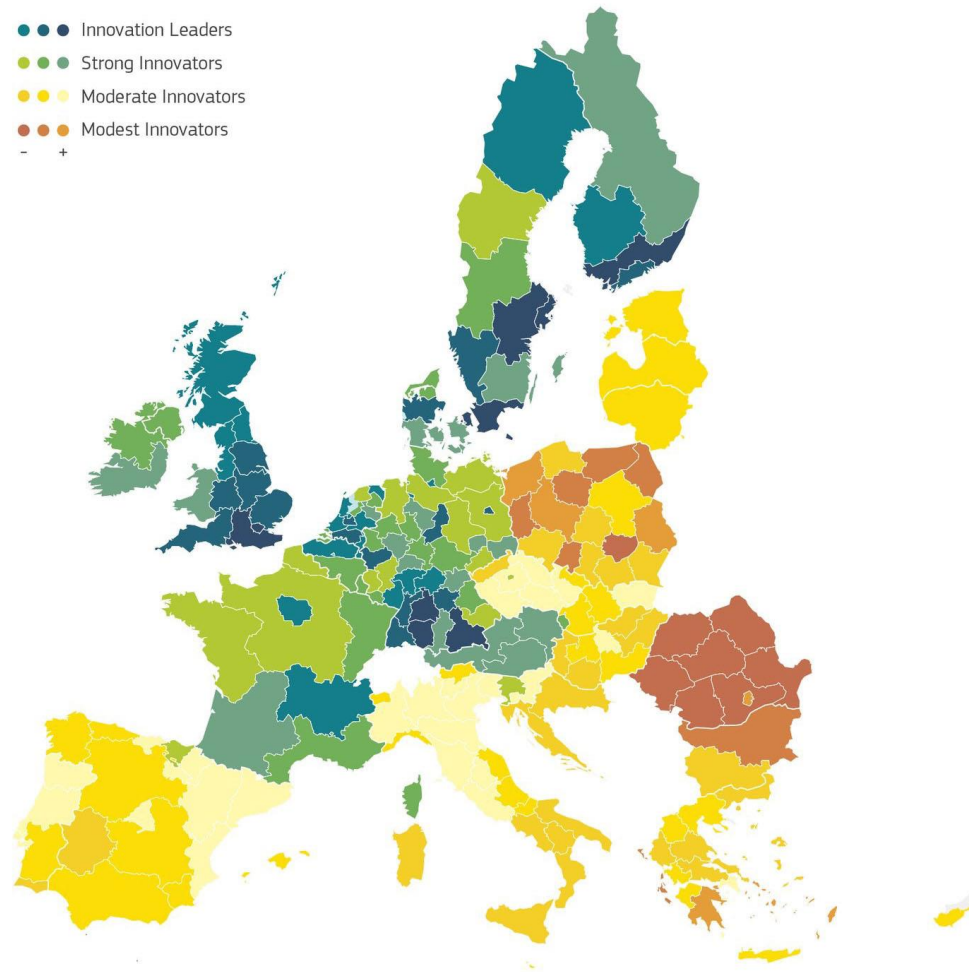 Innovation Leaders
Strong Innovators
Moderate Innovators
Modest Innovators
- +